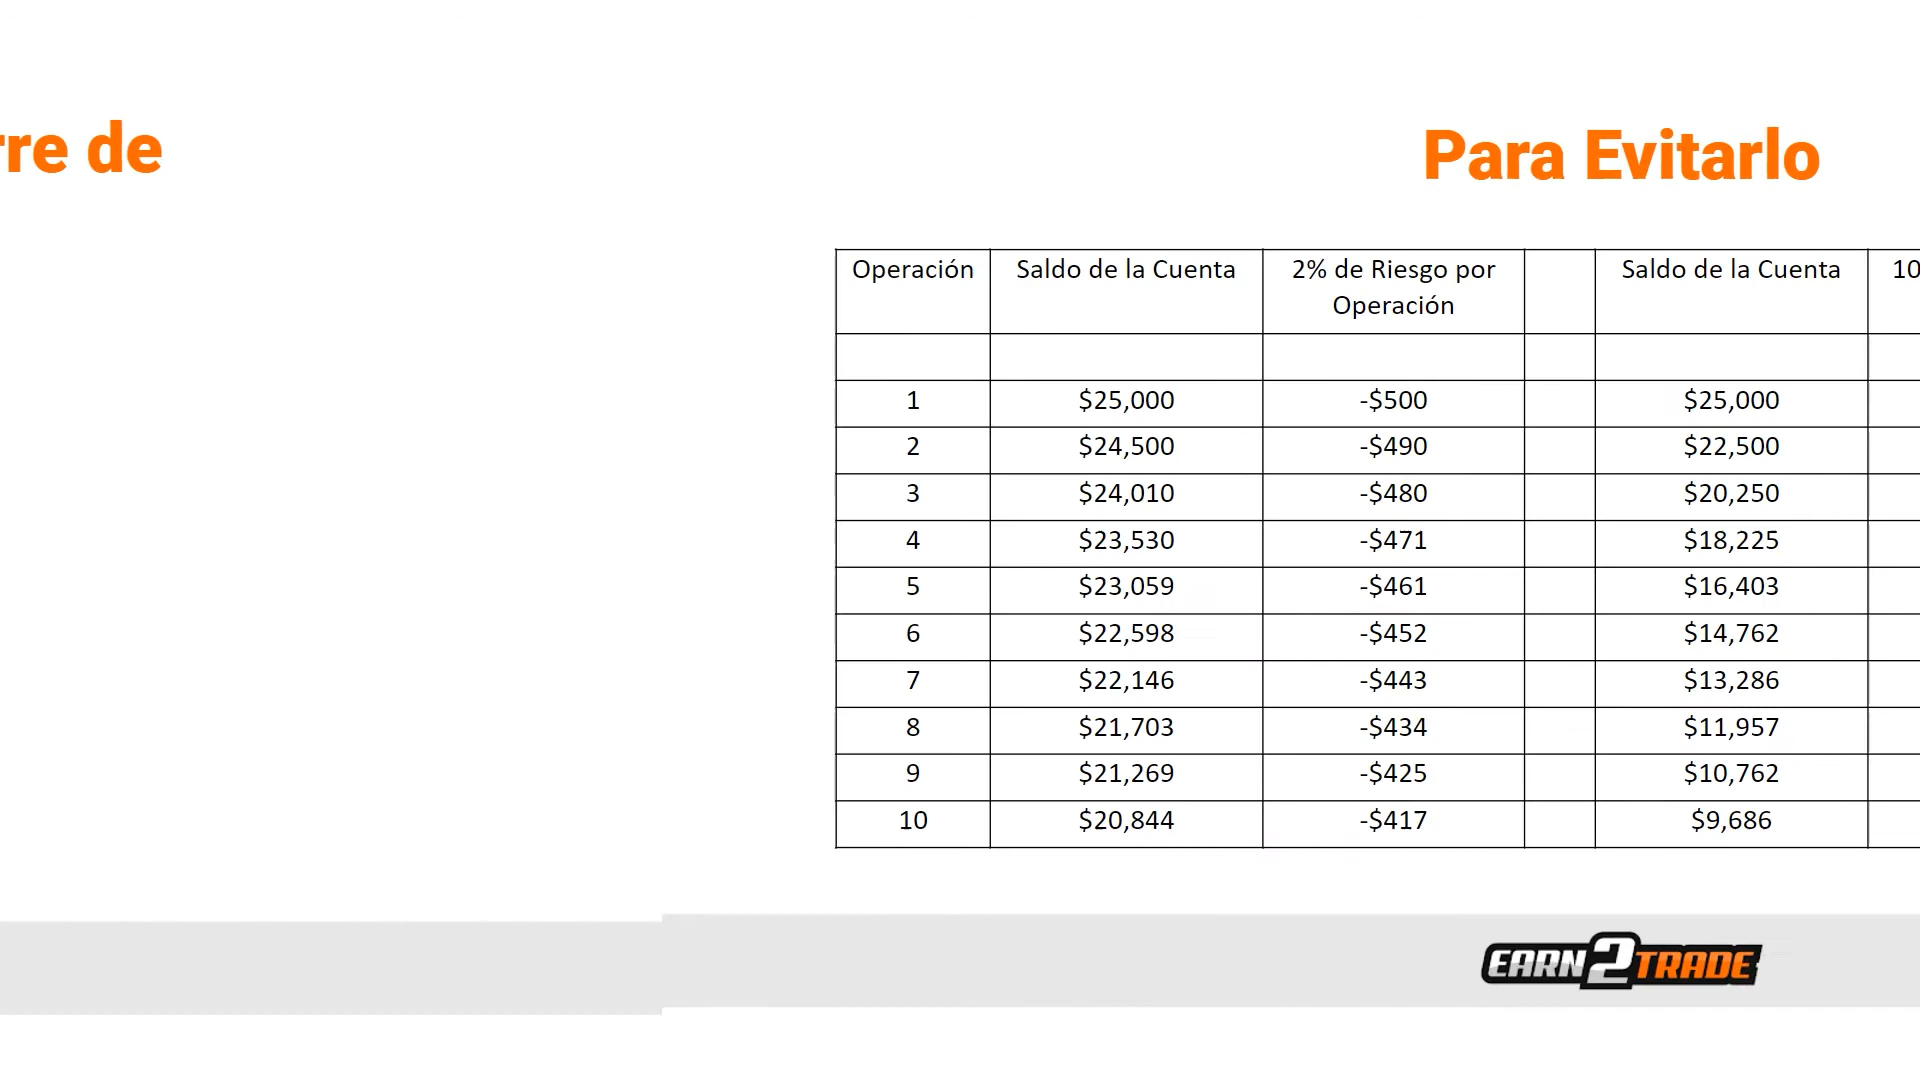 rre de
Para Evitarlo
Operación Saldo de la Cuenta 2% de Riesgo por Operación Saldo de la Cuenta 10
1 $25,000 -$500 $25,000
2 $24,500 -$490 $22,500
3 $24,010 -$480 $20,250
4 $23,530 -$471 $18,225
5 $23,059 -$461 $16,403
6 $22,598 -$452 $14,762
7 $22,146 -$443 $13,286
8 $21,703 -$434 $11,957
9 $21,269 -$425 $10,762
10 $20,844 -$417 $9,686
EARN2TRADE